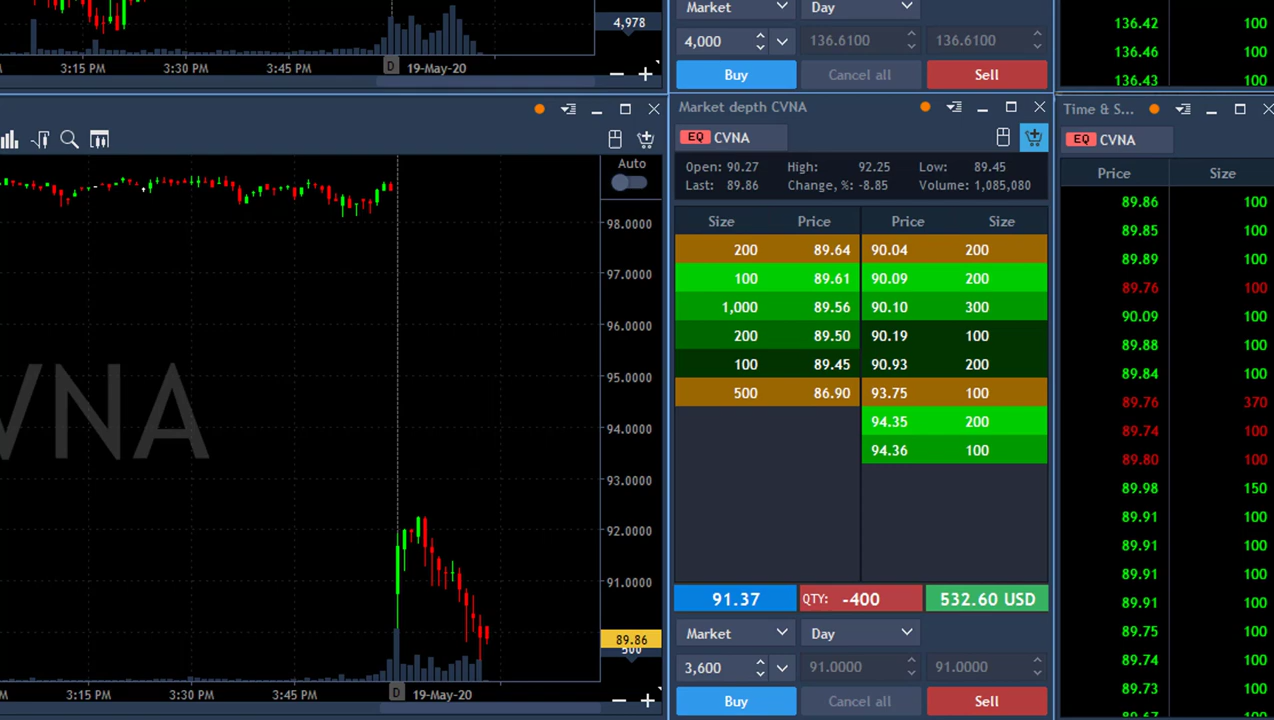 4,978
3:15 PM
3:30 PM
3:45 PM
D
19-May-20
Market
Day
4,000
136.6100
136.6100
Buy
Cancel all
Sell
136.42 100
136.46 100
136.43 100
Auto
98.0000
97.0000
96.0000
95.0000
94.0000
93.0000
92.0000
91.0000
89.86
VNA
3:15 PM
3:30 PM
3:45 PM
D
19-May-20
Market depth CVNA
EQ CVNA
Open: 90.27 High: 92.25 Low: 89.45
Last: 89.86 Change, %: -8.85 Volume: 1,085,080
Size Price Price Size
200 89.64 90.04 200
100 89.61 90.09 200
1,000 89.56 90.10 300
200 89.50 90.19 100
100 89.45 90.93 200
500 86.90 93.75 100
94.35 200
94.36 100
91.37 QTY: -400 532.60 USD
Market Day
3,600 91.0000 91.0000
Buy Cancel all Sell
Time & S...
EQ CVNA
Price Size
89.86 100
89.85 100
89.89 100
89.76 100
90.09 100
89.88 100
89.84 100
89.76 370
89.74 100
89.80 100
89.98 150
89.91 100
89.91 100
89.91 100
89.91 100
89.75 100
89.74 100
89.73 100